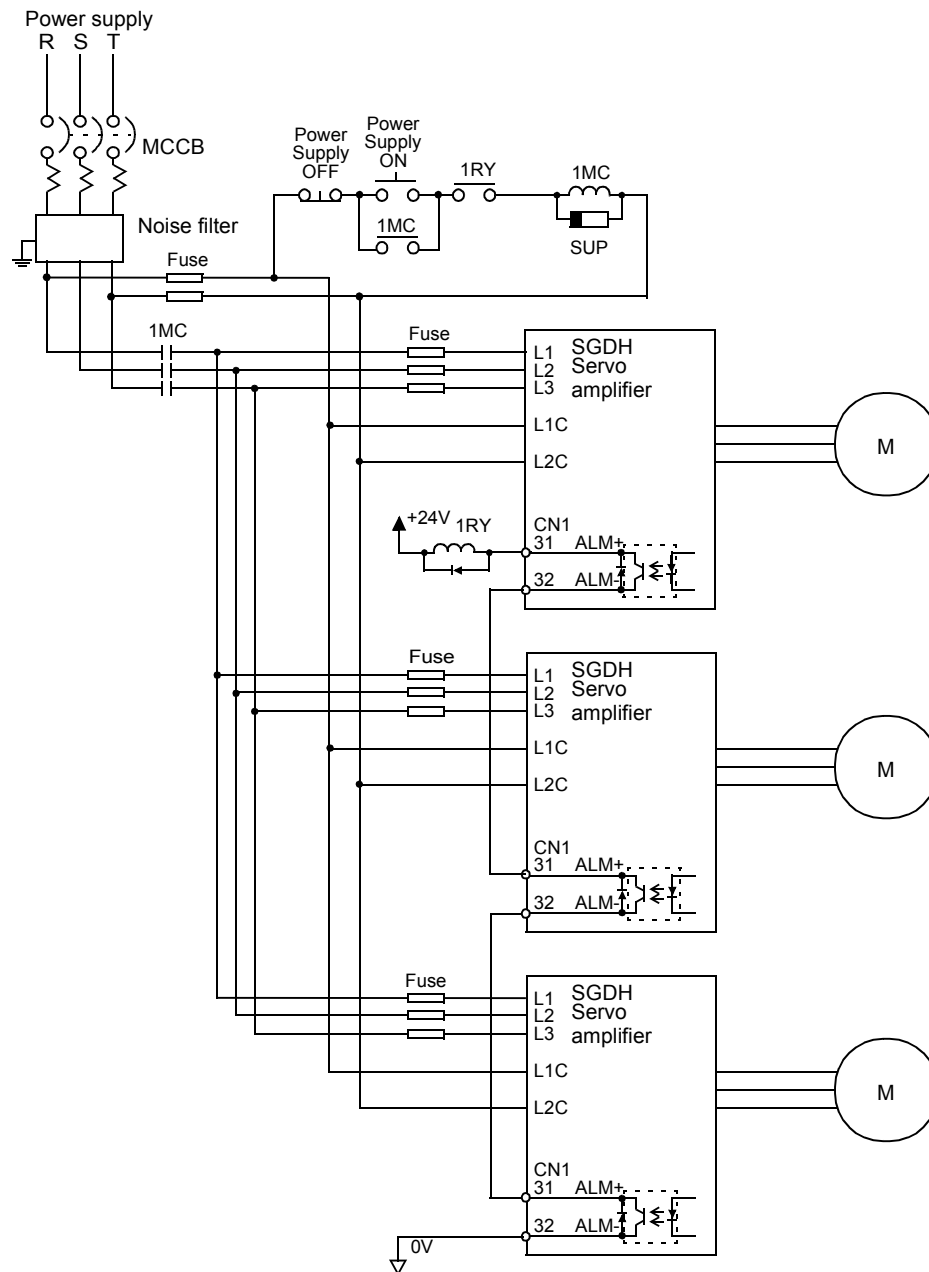 Power supply
R S T
MCCB
Power
Supply
OFF
Power
Supply
ON
1RY
1MC
1MC
SUP
Noise filter
Fuse
1MC
Fuse
L1
L2
L3
SGDH
Servo
amplifier
L1C
L2C
M
+24V
1RY
CN1
31 ALM+
32 ALM-
Fuse
L1
L2
L3
SGDH
Servo
amplifier
L1C
L2C
M
CN1
31 ALM+
32 ALM-
Fuse
L1
L2
L3
SGDH
Servo
amplifier
L1C
L2C
M
CN1
31 ALM+
32 ALM-
0V